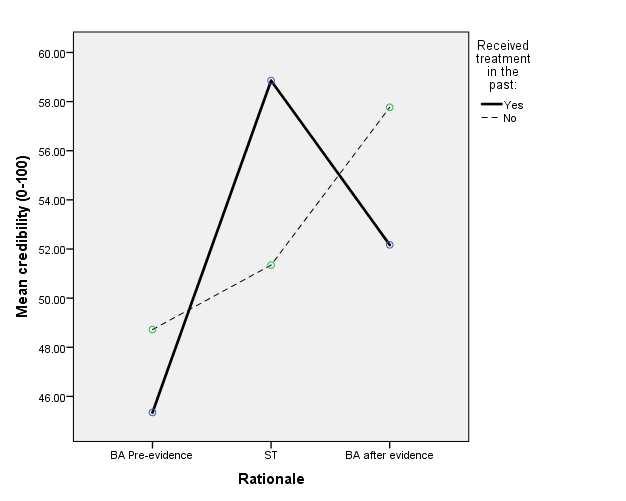 Received
treatment
in the
past:
Yes
No
Mean credibility (0-100)
60.00
58.00
56.00
54.00
52.00
50.00
48.00
46.00
BA Pre-evidence
ST
BA after evidence
Rationale